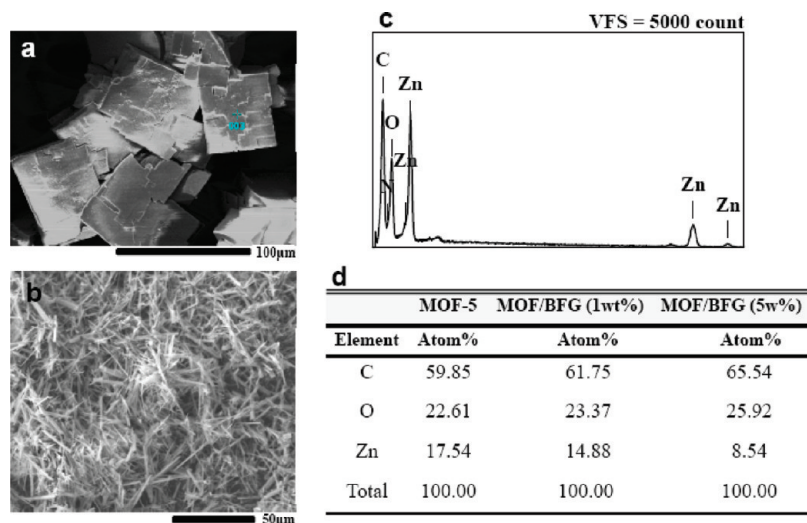 a
100μm
b
50μm
c
VFS = 5000 count
C
Zn
O
Zn
N
Zn
Zn
d
MOF-5 MOF/BFG (1wt%) MOF/BFG (5w%)
Element Atom% Atom% Atom%
C 59.85 61.75 65.54
O 22.61 23.37 25.92
Zn 17.54 14.88 8.54
Total 100.00 100.00 100.00